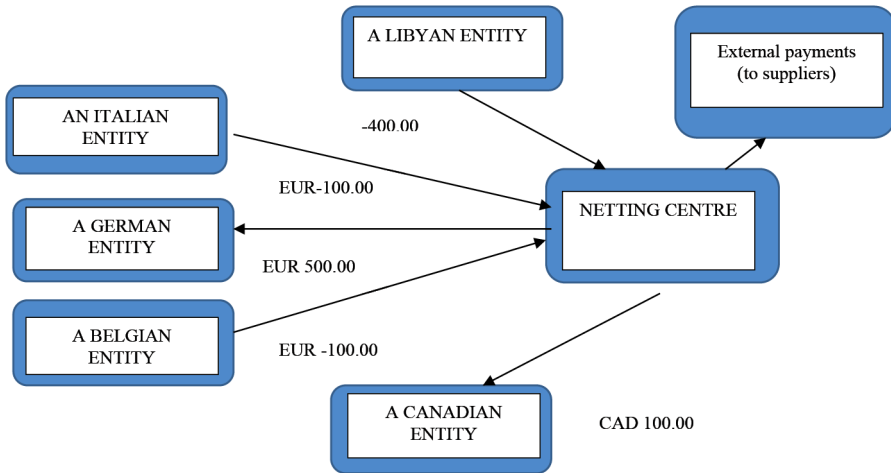 A LIBYAN ENTITY
External payments
(to suppliers)
AN ITALIAN
ENTITY
-400.00
EUR-100.00
NETTING CENTRE
A GERMAN
ENTITY
EUR 500.00
A BELGIAN
ENTITY
EUR -100.00
A CANADIAN
ENTITY
CAD 100.00